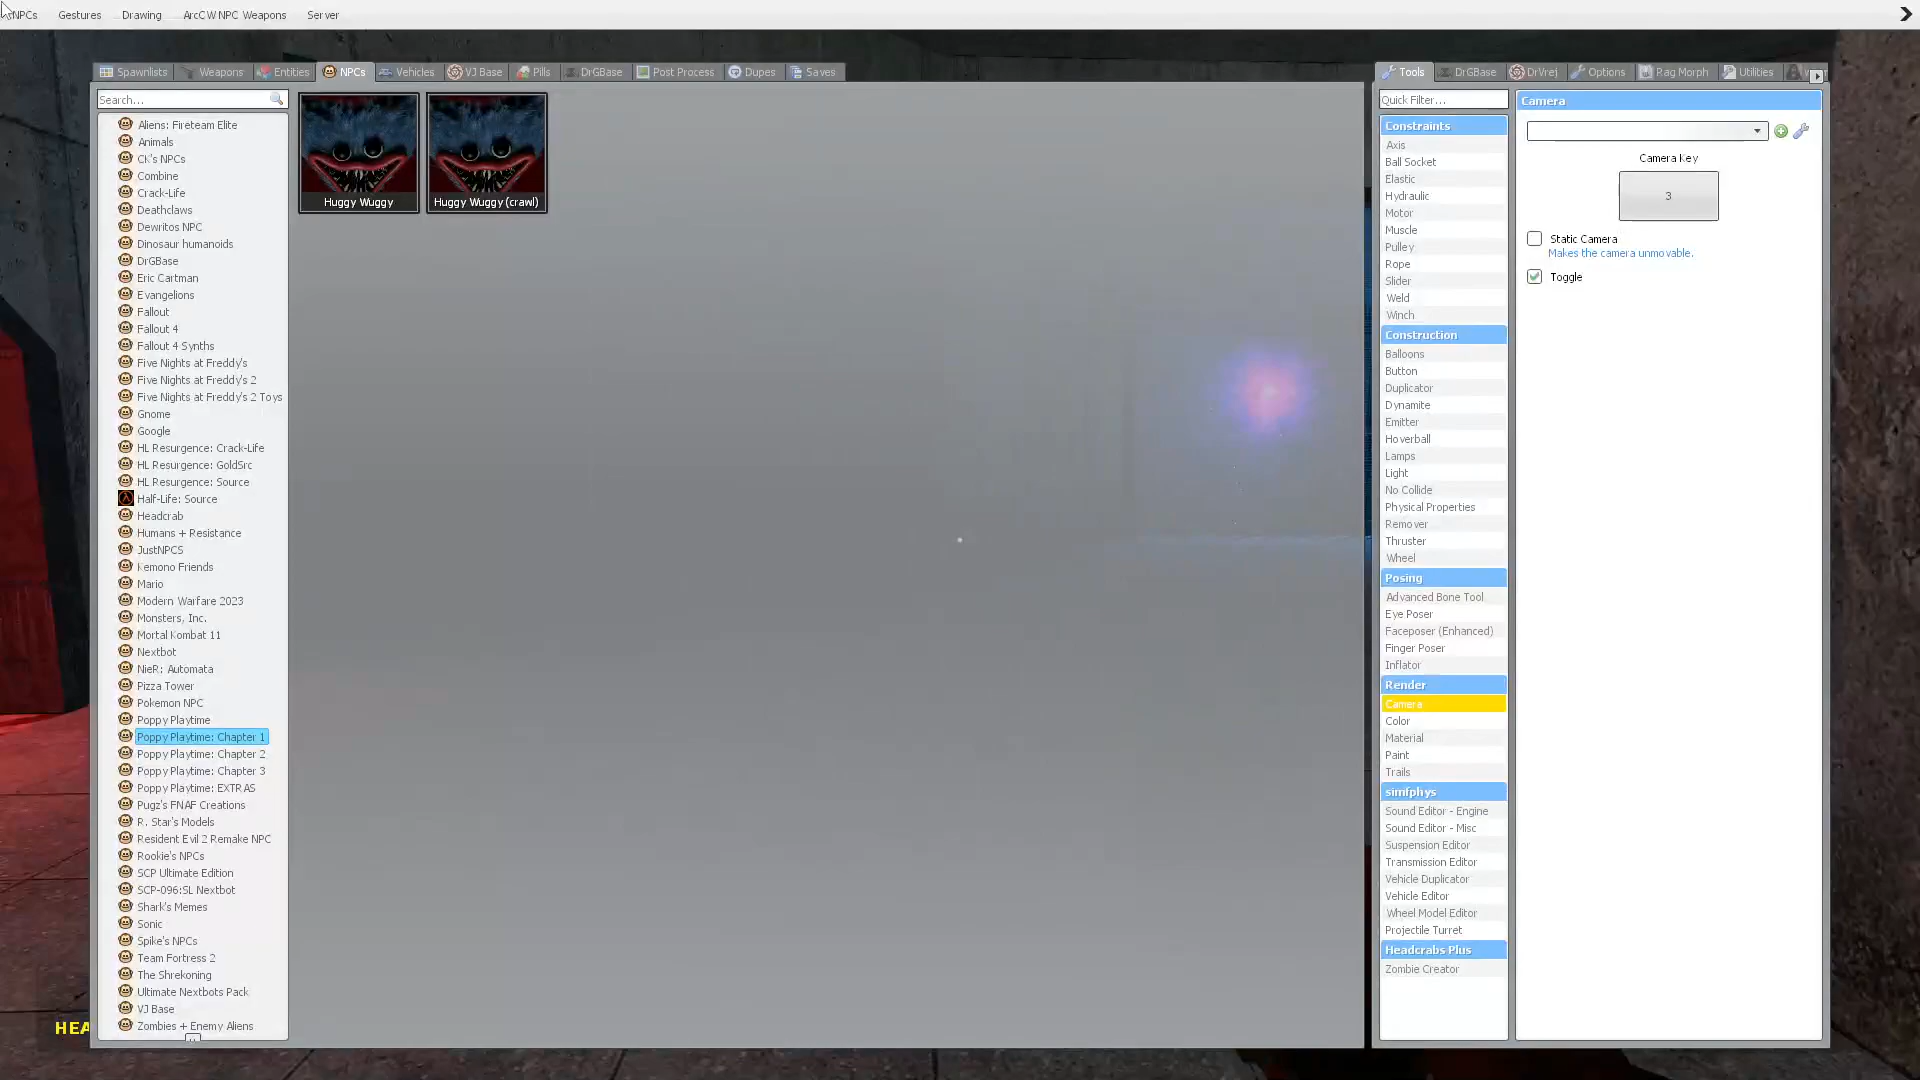 NPCs Gestures Drawing ArcCW NPC Weapons Server
Spawnlists Weapons Entities NPCs Vehicles VJ Base Pills DrGBase Post Process Dupes Saves
Search...
Aliens: Fireteam Elite
Animals
CK's NPCs
Combine
Crack-Life
Deathclaws
Dewritos NPC
Dinosaur humanoids
DrGBase
Eric Cartman
Evangelions
Fallout
Fallout 4
Fallout 4 Synths
Five Nights at Freddy's
Five Nights at Freddy's 2
Five Nights at Freddy's 2 Toys
Gnome
Google
HL Resurgence: Crack-Life
HL Resurgence: GoldSrc
HL Resurgence: Source
Half-Life: Source
Headcrab
Humans + Resistance
JustNPCS
Kemono Friends
Mario
Modern Warfare 2023
Monsters, Inc.
Mortal Kombat 11
Nextbot
NieR: Automata
Pizza Tower
Pokemon NPC
Poppy Playtime
Poppy Playtime: Chapter 1
Poppy Playtime: Chapter 2
Poppy Playtime: Chapter 3
Poppy Playtime: EXTRAS
Pugz's FNAF Creations
R. Star's Models
Resident Evil 2 Remake NPC
Rookie's NPCs
SCP Ultimate Edition
SCP-096:SL Nextbot
Shark's Memes
Sonic
Spike's NPCs
Team Fortress 2
The Shrekoning
Ultimate Nextbots Pack
VJ Base
Zombies + Enemy Aliens
HEA
Huggy Wuggy
Huggy Wuggy (crawl)
Tools DrGBase DrVrej Options Rag Morph Utilities
Quick Filter...
Constraints
Axis
Ball Socket
Elastic
Hydraulic
Motor
Muscle
Pulley
Rope
Slider
Weld
Winch
Construction
Balloons
Button
Duplicator
Dynamite
Emitter
Hoverball
Lamps
Light
No Collide
Physical Properties
Remover
Thruster
Wheel
Posing
Advanced Bone Tool
Eye Poser
Faceposer (Enhanced)
Finger Poser
Inflator
Render
Camera
Color
Material
Paint
Trails
simfphys
Sound Editor - Engine
Sound Editor - Misc
Suspension Editor
Transmission Editor
Vehicle Duplicator
Vehicle Editor
Wheel Model Editor
Projectile Turret
Headcrabs Plus
Zombie Creator
Camera
Camera Key
3
Static Camera
Makes the camera unmovable.
Toggle